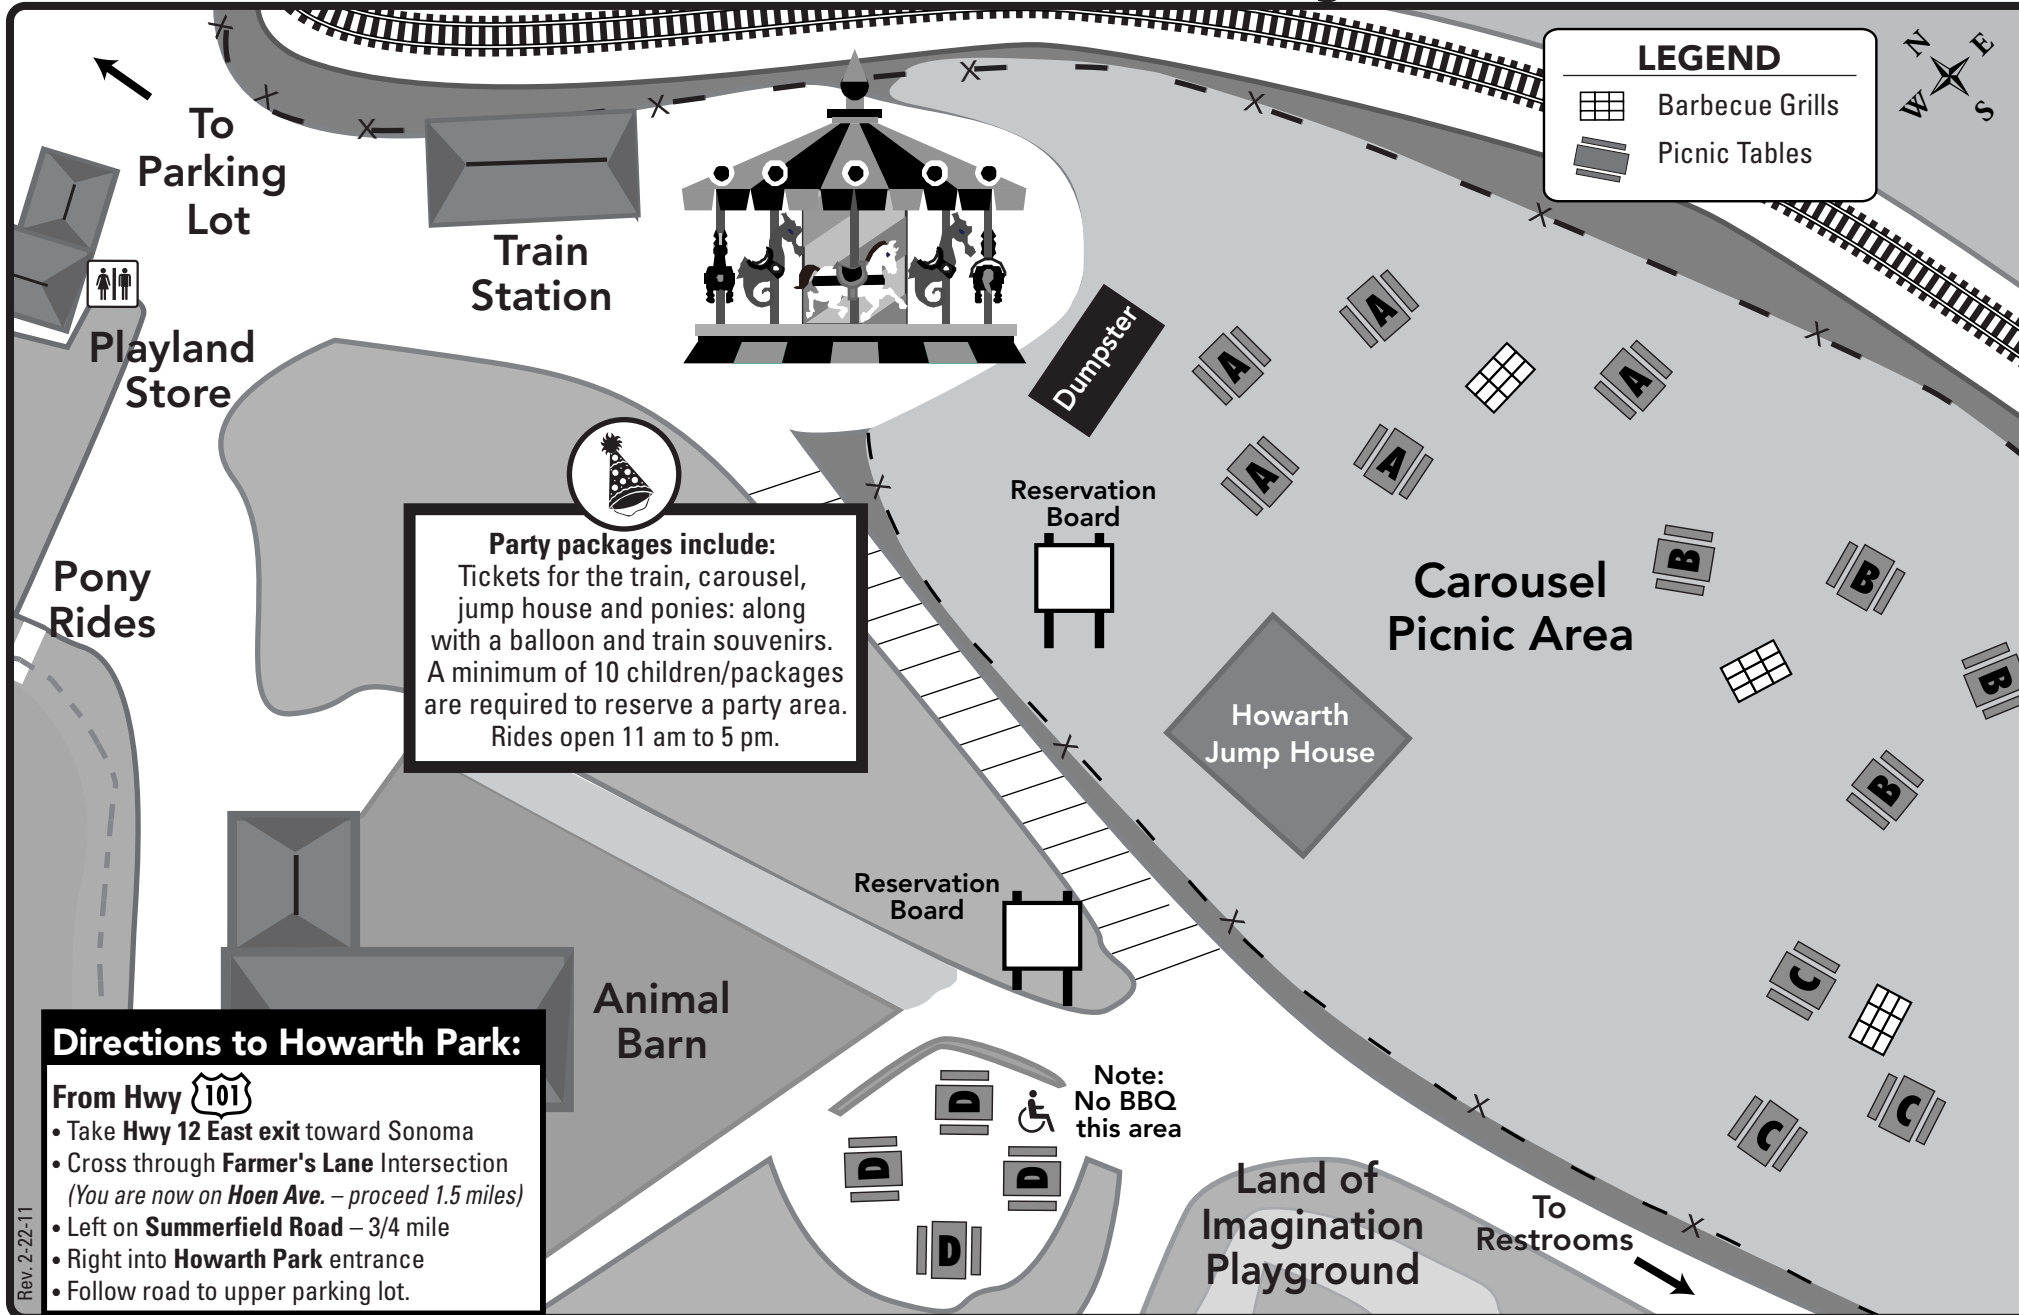 LEGEND
Barbecue Grills
Picnic Tables
N
E
W
S
To
Parking
Lot
Train
Station
Playland
Store
Dumpster
A
A
A
A
A
Reservation
Board
Party packages include:
Tickets for the train, carousel,
jump house and ponies: along
with a balloon and train souvenirs.
A minimum of 10 children/packages
are required to reserve a party area.
Rides open 11 am to 5 pm.
Pony
Rides
Carousel
Picnic Area
B
B
B
B
Howarth
Jump House
Reservation
Board
Animal
Barn
C
C
C
Note:
No BBQ
this area
D
D
D
D
Land of
Imagination
Playground
To
Restrooms
Directions to Howarth Park:
From Hwy 101
• Take Hwy 12 East exit toward Sonoma
• Cross through Farmer's Lane Intersection
(You are now on Hoen Ave. – proceed 1.5 miles)
• Left on Summerfield Road – 3/4 mile
• Right into Howarth Park entrance
• Follow road to upper parking lot.
Rev. 2-22-11